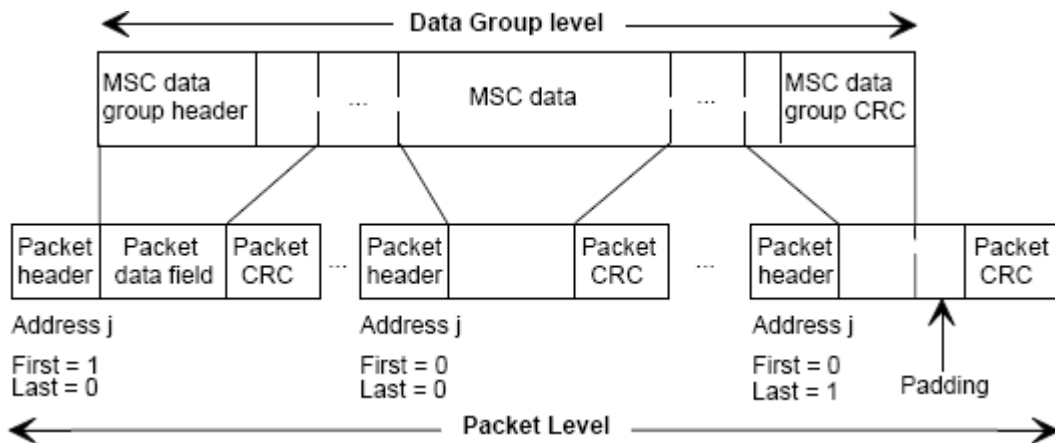 Data Group level
MSC data
group header
...
MSC data
...
MSC data
group CRC
Packet
header
Packet
data field
Packet
CRC
...
Packet
header
Packet
CRC
...
Packet
header
Packet
CRC
Address j
First = 1
Last = 0
Address j
First = 0
Last = 0
Address j
First = 0
Last = 1
Padding
Packet Level